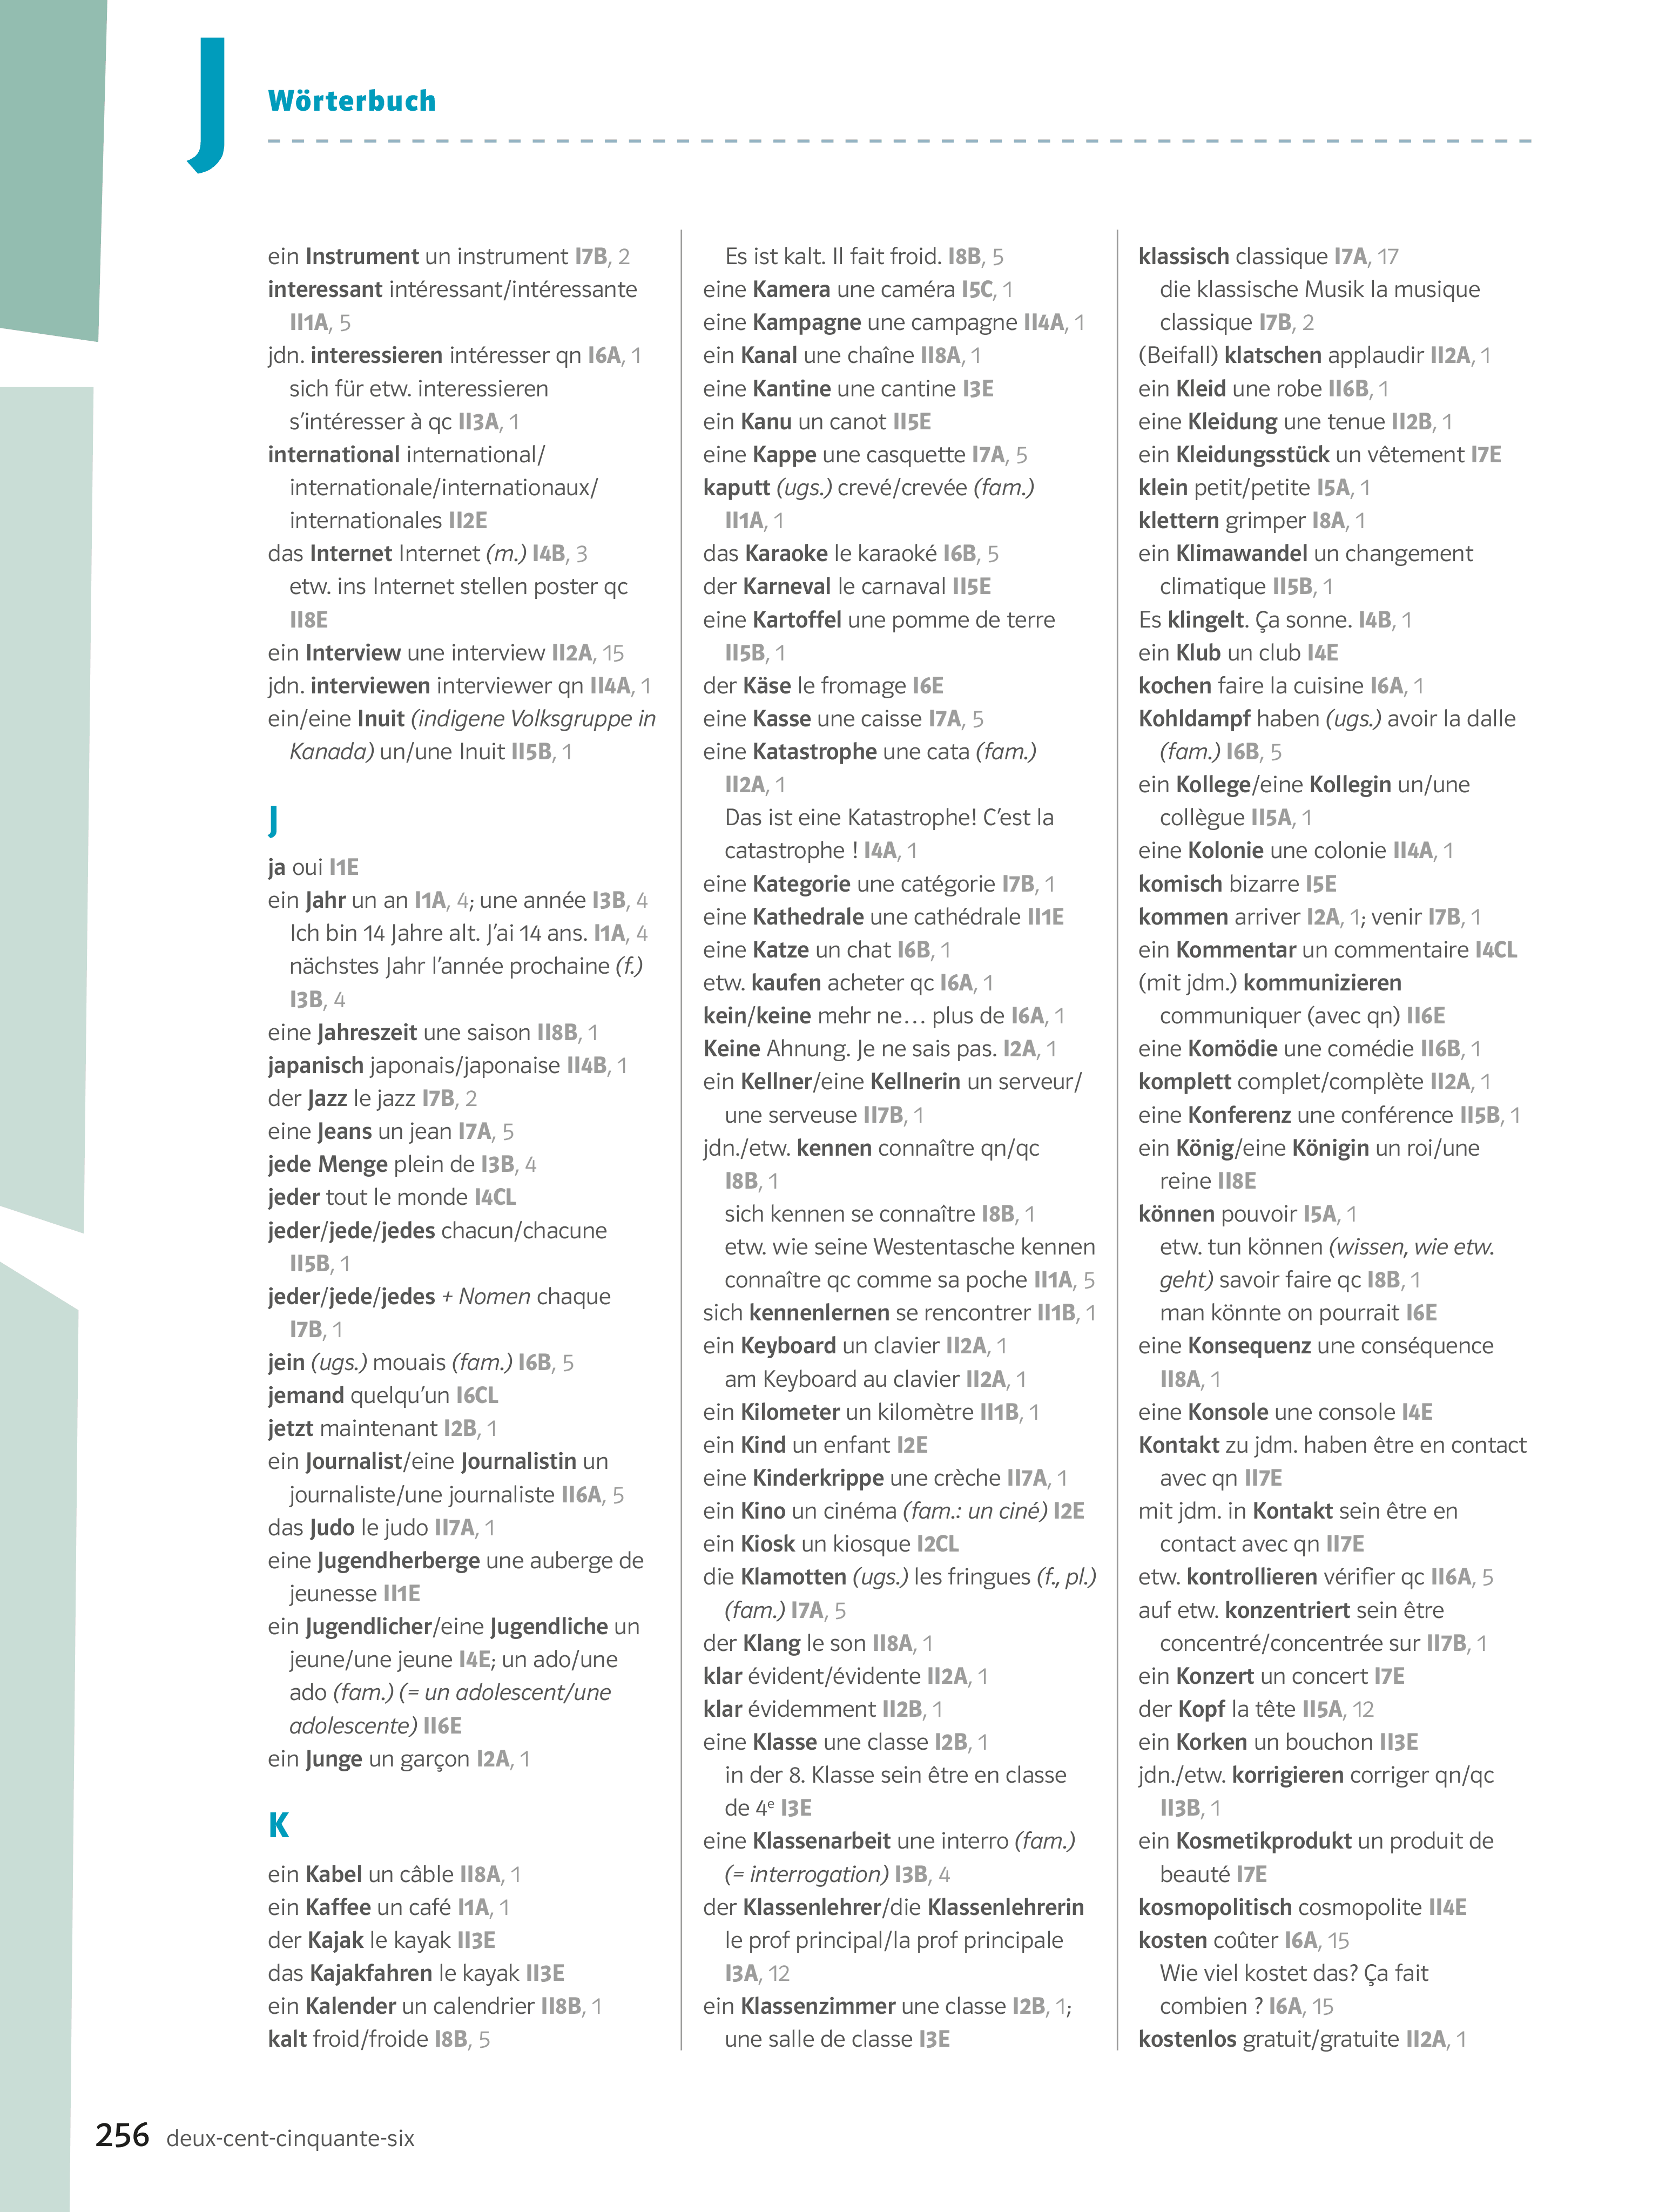 J
Wörterbuch
ein Instrument un instrument I7B, 2
interessant intéressant/intéressante
II1A, 5
jdn. interessieren intéresser qn I6A, 1
sich für etw. interessieren
s’intéresser à qc II3A, 1
international international/
internationale/internationaux/
internationales II2E
das Internet Internet (m.) I4B, 3
etw. ins Internet stellen poster qc
II8E
ein Interview une interview II2A, 15
jdn. interviewen interviewer qn II4A, 1
ein/eine Inuit (indigene Volksgruppe in
Kanada) un/une Inuit II5B, 1
J
ja oui I1E
ein Jahr un an I1A, 4; une année I3B, 4
Ich bin 14 Jahre alt. J’ai 14 ans. I1A, 4
nächstes Jahr l’année prochaine (f.)
I3B, 4
eine Jahreszeit une saison II8B, 1
japanisch japonais/japonaise II4B, 1
der Jazz le jazz I7B, 2
eine Jeans un jean I7A, 5
jede Menge plein de I3B, 4
jeder tout le monde I4CL
jeder/jede/jedes chacun/chacune
II5B, 1
jeder/jede/jedes + Nomen chaque
I7B, 1
jein (ugs.) mouais (fam.) I6B, 5
jemand quelqu’un I6CL
jetzt maintenant I2B, 1
ein Journalist/eine Journalistin un
journaliste/une journaliste II6A, 5
das Judo le judo II7A, 1
eine Jugendherberge une auberge de
jeunesse II1E
ein Jugendlicher/eine Jugendliche un
jeune/une jeune I4E; un ado/une
ado (fam.) (= un adolescent/une
adolescente) II6E
ein Junge un garçon I2A, 1
K
ein Kabel un câble II8A, 1
ein Kaffee un café I1A, 1
der Kajak le kayak II3E
das Kajakfahren le kayak II3E
ein Kalender un calendrier II8B, 1
kalt froid/froide I8B, 5
Es ist kalt. Il fait froid. I8B, 5
eine Kamera une caméra I5C, 1
eine Kampagne une campagne II4A, 1
ein Kanal une chaîne II8A, 1
eine Kantine une cantine I3E
ein Kanu un canot II5E
eine Kappe une casquette I7A, 5
kaputt (ugs.) crevé/crevée (fam.)
II1A, 1
das Karaoke le karaoké I6B, 5
der Karneval le carnaval II5E
eine Kartoffel une pomme de terre
II5B, 1
der Käse le fromage I6E
eine Kasse une caisse I7A, 5
eine Katastrophe une cata (fam.)
II2A, 1
Das ist eine Katastrophe! C’est la
catastrophe ! I4A, 1
eine Kategorie une catégorie I7B, 1
eine Kathedrale une cathédrale II1E
eine Katze un chat I6B, 1
etw. kaufen acheter qc I6A, 1
kein/keine mehr ne… plus de I6A, 1
Keine Ahnung. Je ne sais pas. I2A, 1
ein Kellner/eine Kellnerin un serveur/
une serveuse II7B, 1
jdn./etw. kennen connaître qn/qc
I8B, 1
sich kennen se connaître I8B, 1
etw. wie seine Westentasche kennen
connaître qc comme sa poche II1A, 5
sich kennenlernen se rencontrer II1B, 1
ein Keyboard un clavier II2A, 1
am Keyboard au clavier II2A, 1
ein Kilometer un kilomètre II1B, 1
ein Kind un enfant I2E
eine Kinderkrippe une crèche II7A, 1
ein Kino un cinéma (fam.: un ciné) I2E
ein Kiosk un kiosque I2CL
die Klamotten (ugs.) les fringues (f., pl.)
(fam.) I7A, 5
der Klang le son II8A, 1
klar évident/évidente II2A, 1
klar évidemment II2B, 1
eine Klasse une classe I2B, 1
in der 8. Klasse sein être en classe
de 4e I3E
eine Klassenarbeit une interro (fam.)
(= interrogation) I3B, 4
der Klassenlehrer/die Klassenlehrerin
le prof principal/la prof principale
I3A, 12
ein Klassenzimmer une classe I2B, 1;
une salle de classe I3E
klassisch classique I7A, 17
die klassische Musik la musique
classique I7B, 2
(Beifall) klatschen applaudir II2A, 1
ein Kleid une robe II6B, 1
eine Kleidung une tenue II2B, 1
ein Kleidungsstück un vêtement I7E
klein petit/petite I5A, 1
klettern grimper I8A, 1
ein Klimawandel un changement
climatique II5B, 1
Es klingelt. Ça sonne. I4B, 1
ein Klub un club I4E
kochen faire la cuisine I6A, 1
Kohldampf haben (ugs.) avoir la dalle
(fam.) I6B, 5
ein Kollege/eine Kollegin un/une
collègue II5A, 1
eine Kolonie une colonie II4A, 1
komisch bizarre I5E
kommen arriver I2A, 1; venir I7B, 1
ein Kommentar un commentaire I4CL
(mit jdm.) kommunizieren
communiquer (avec qn) II6E
eine Komödie une comédie II6B, 1
komplett complet/complète II2A, 1
eine Konferenz une conférence II5B, 1
ein König/eine Königin un roi/une
reine II8E
können pouvoir I5A, 1
etw. tun können (wissen, wie etw.
geht) savoir faire qc I8B, 1
man könnte on pourrait I6E
eine Konsequenz une conséquence
II8A, 1
eine Konsole une console I4E
Kontakt zu jdm. haben être en contact
avec qn II7E
mit jdm. in Kontakt sein être en
contact avec qn II7E
etw. kontrollieren vérifier qc II6A, 5
auf etw. konzentriert sein être
concentré/concentrée sur II7B, 1
ein Konzert un concert I7E
der Kopf la tête II5A, 12
ein Korken un bouchon II3E
jdn./etw. korrigieren corriger qn/qc
II3B, 1
ein Kosmetikprodukt un produit de
beauté I7E
kosmopolitisch cosmopolite II4E
kosten coûter I6A, 15
Wie viel kostet das? Ça fait
combien ? I6A, 15
kostenlos gratuit/gratuite II2A, 1
256 deux-cent-cinquante-six